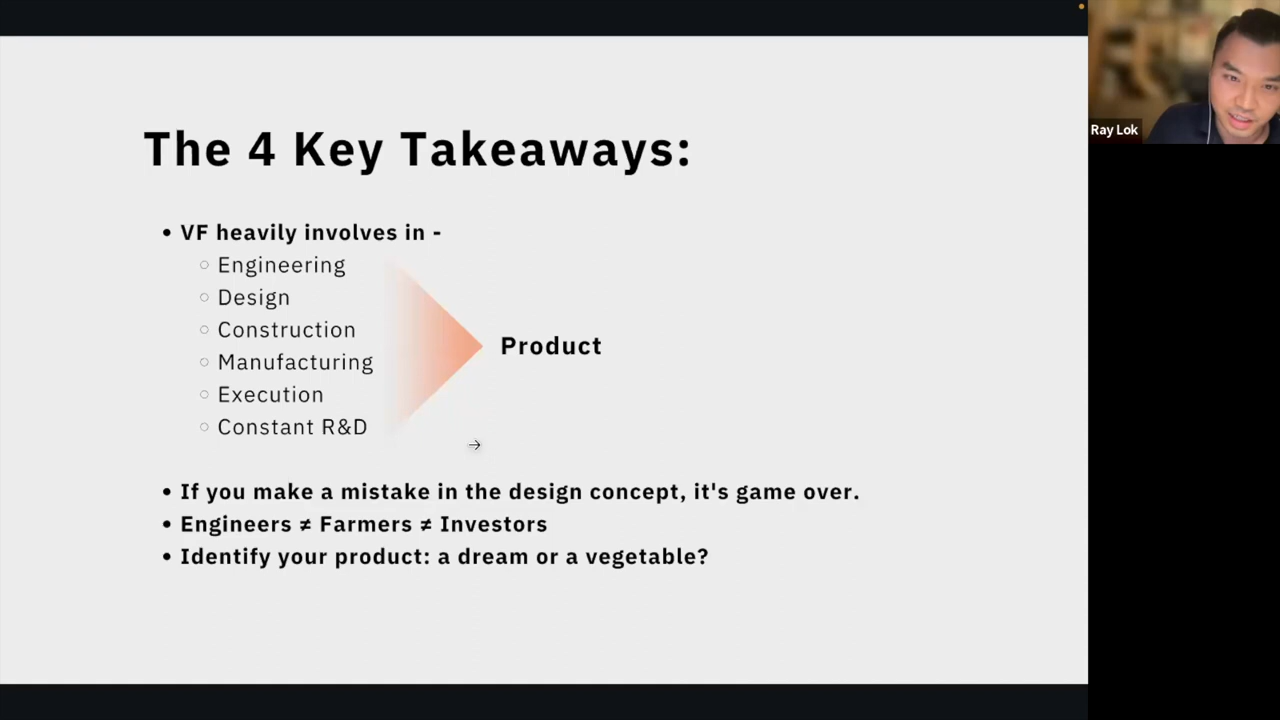 The 4 Key Takeaways:
• VF heavily involves in -
○ Engineering
○ Design
○ Construction
○ Manufacturing
○ Execution
○ Constant R&D
Product
• If you make a mistake in the design concept, it's game over.
• Engineers ≠ Farmers ≠ Investors
• Identify your product: a dream or a vegetable?
Ray Lok